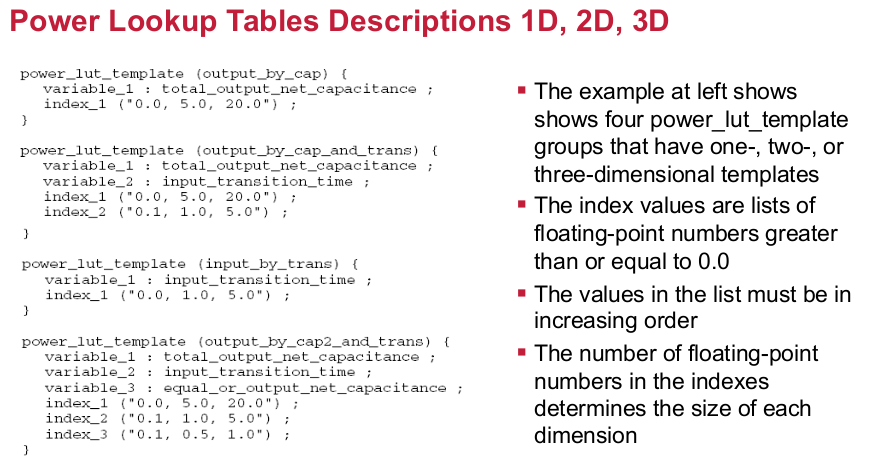 Power Lookup Tables Descriptions 1D, 2D, 3D
power_lut_template (output_by_cap) {
variable_1 : total_output_net_capacitance ;
index_1 ("0.0, 5.0, 20.0") ;
}
power_lut_template (output_by_cap_and_trans) {
variable_1 : total_output_net_capacitance ;
variable_2 : input_transition_time ;
index_1 ("0.0, 5.0, 20.0") ;
index_2 ("0.1, 1.0, 5.0") ;
}
power_lut_template (input_by_trans) {
variable_1 : input_transition_time ;
index_1 ("0.0, 1.0, 5.0") ;
}
power_lut_template (output_by_cap2_and_trans) {
variable_1 : total_output_net_capacitance ;
variable_2 : input_transition_time ;
variable_3 : equal_or_output_net_capacitance ;
index_1 ("0.0, 5.0, 20.0") ;
index_2 ("0.1, 1.0, 5.0") ;
index_3 ("0.1, 0.5, 1.0") ;
}
The example at left shows
shows four power_lut_template
groups that have one-, two-, or
three-dimensional templates
The index values are lists of
floating-point numbers greater
than or equal to 0.0
The values in the list must be in
increasing order
The number of floating-point
numbers in the indexes
determines the size of each
dimension